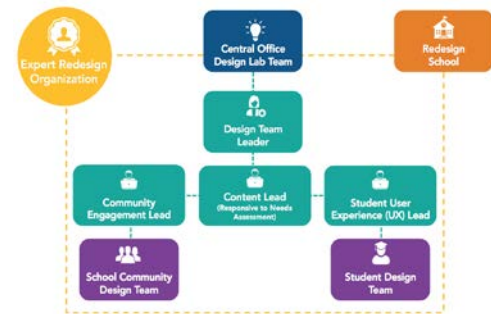 Expert Redesign
Organization
Central Office
Design Lab Team
Redesign
School
Design Team
Leader
Community
Engagement Lead
Content Lead
(Responsive to Needs
Assessment)
Student User
Experience (UX) Lead
School Community
Design Team
Student Design
Team